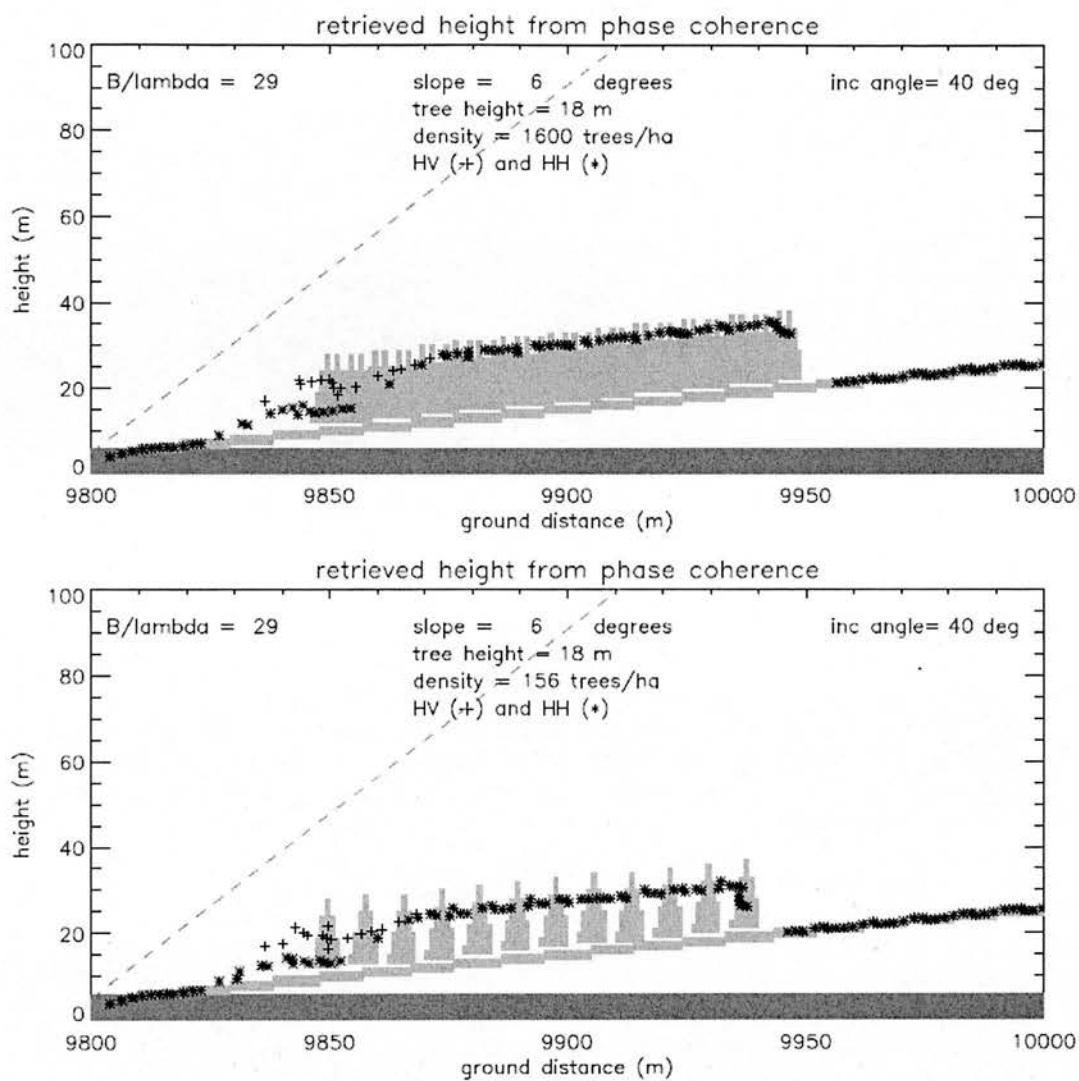 retrieved height from phase coherence
100
80
60
40
20
0
height (m)
B/lambda = 29
slope = 6 degrees
inc angle= 40 deg
tree height = 18 m
density = 1600 trees/ha
HV (+) and HH (*)
9800 9850 9900 9950 10000
ground distance (m)
retrieved height from phase coherence
100
80
60
40
20
0
height (m)
B/lambda = 29
slope = 6 degrees
inc angle= 40 deg
tree height = 18 m
density = 156 trees/ha
HV (+) and HH (*)
9800 9850 9900 9950 10000
ground distance (m)